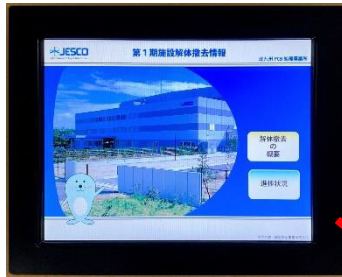 JESCO
第1期施設解体撤去情報
北九州PCB処理事業所
解体撤去
の
概要
進捗状況